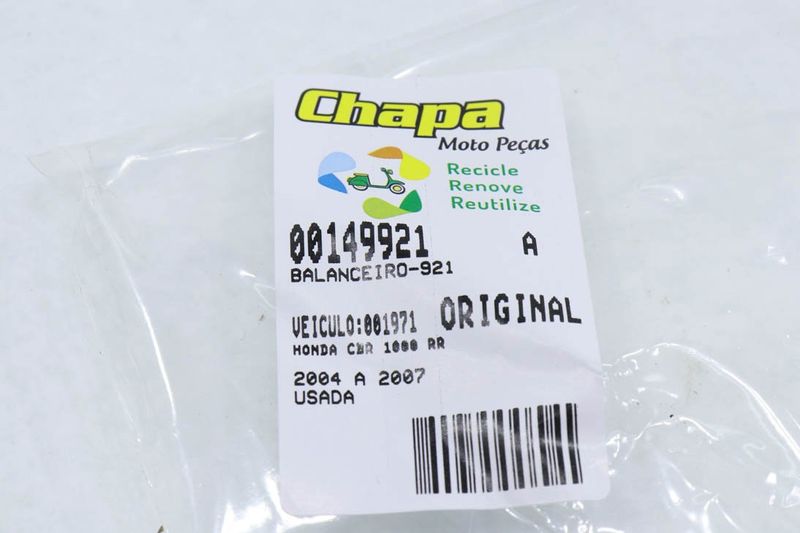 Chapa
Moto Peças
Recicle
Renove
Reutilize
00149921 A
BALANCEIRO-921
VEICULO:001971 ORIGINAL
HONDA CBR 1000 RR
2004 A 2007
USADA